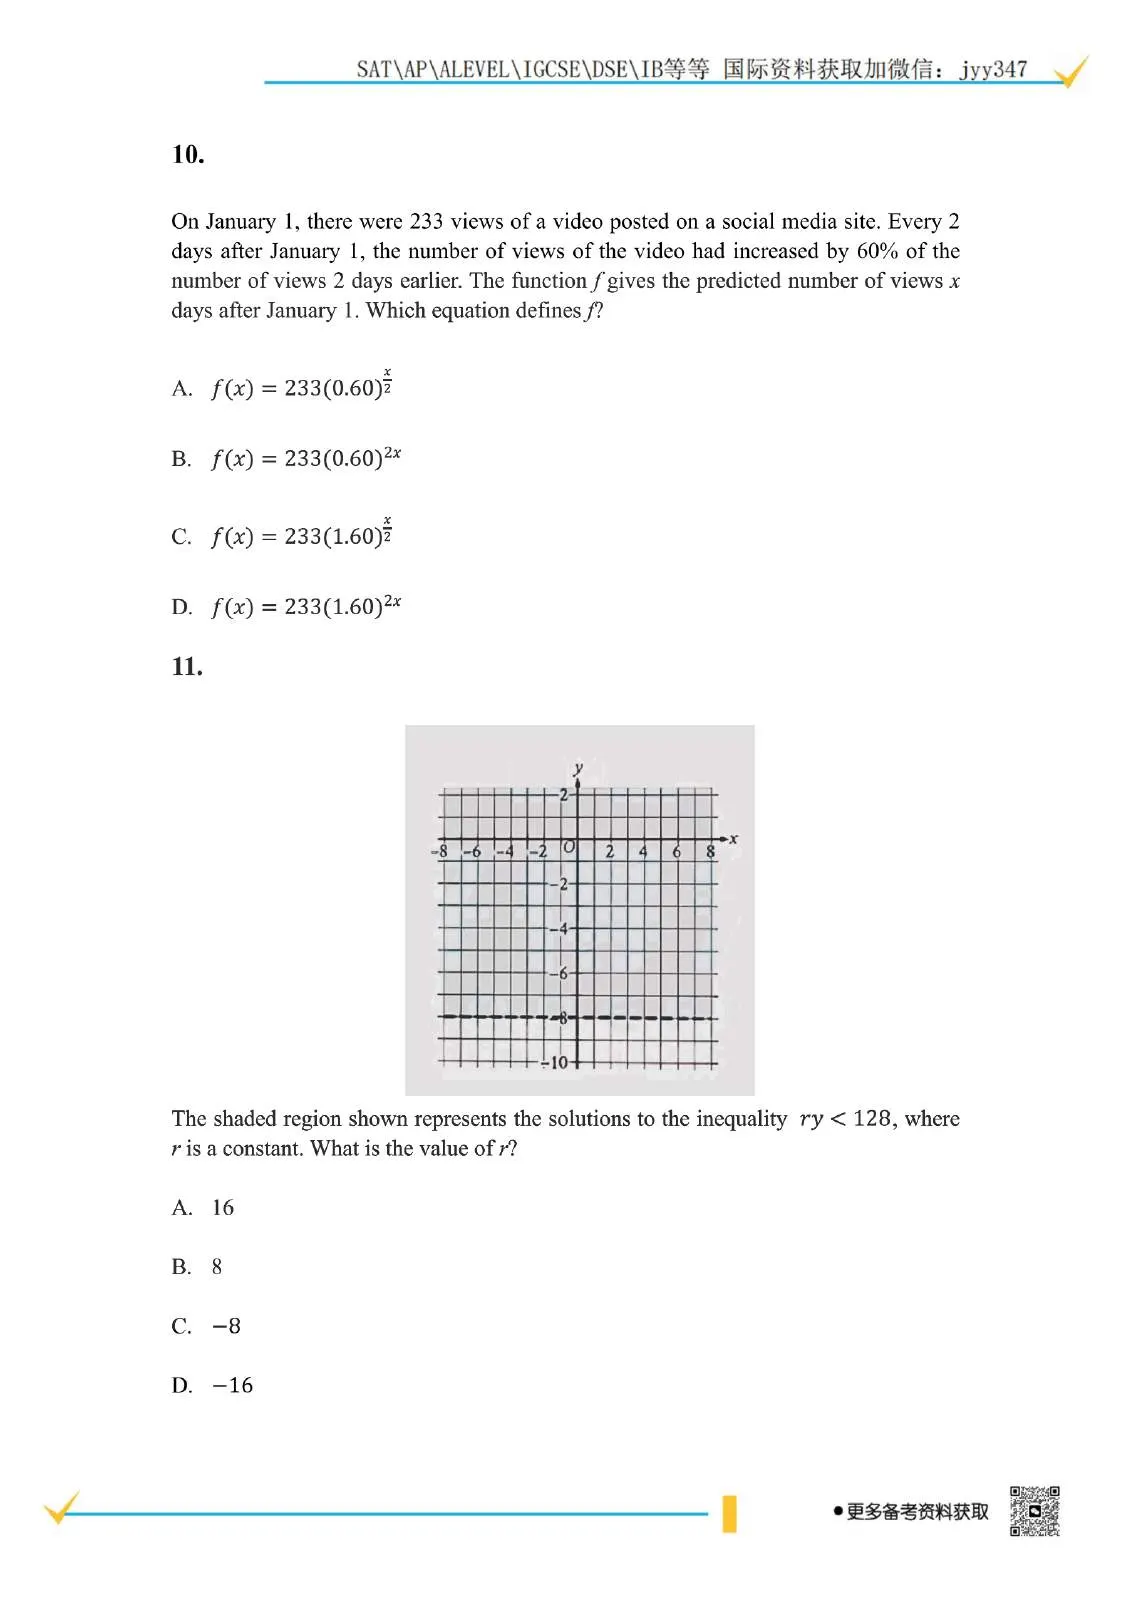 SAT\AP\ALEVEL\IGCSE\DSE\IB等等 国际资料获取加微信: jyy347
10.
On January 1, there were 233 views of a video posted on a social media site. Every 2
days after January 1, the number of views of the video had increased by 60% of the
number of views 2 days earlier. The function f gives the predicted number of views x
days after January 1. Which equation defines f?
A. f(x) = 233(0.60)^(x/2)
B. f(x) = 233(0.60)^(2x)
C. f(x) = 233(1.60)^(x/2)
D. f(x) = 233(1.60)^(2x)
11.
y
2
x
-8 -6 -4 -2 O 2 4 6 8
-2
-4
-6
-8
-10
The shaded region shown represents the solutions to the inequality ry < 128, where
r is a constant. What is the value of r?
A. 16
B. 8
C. −8
D. −16
•更多备考资料获取